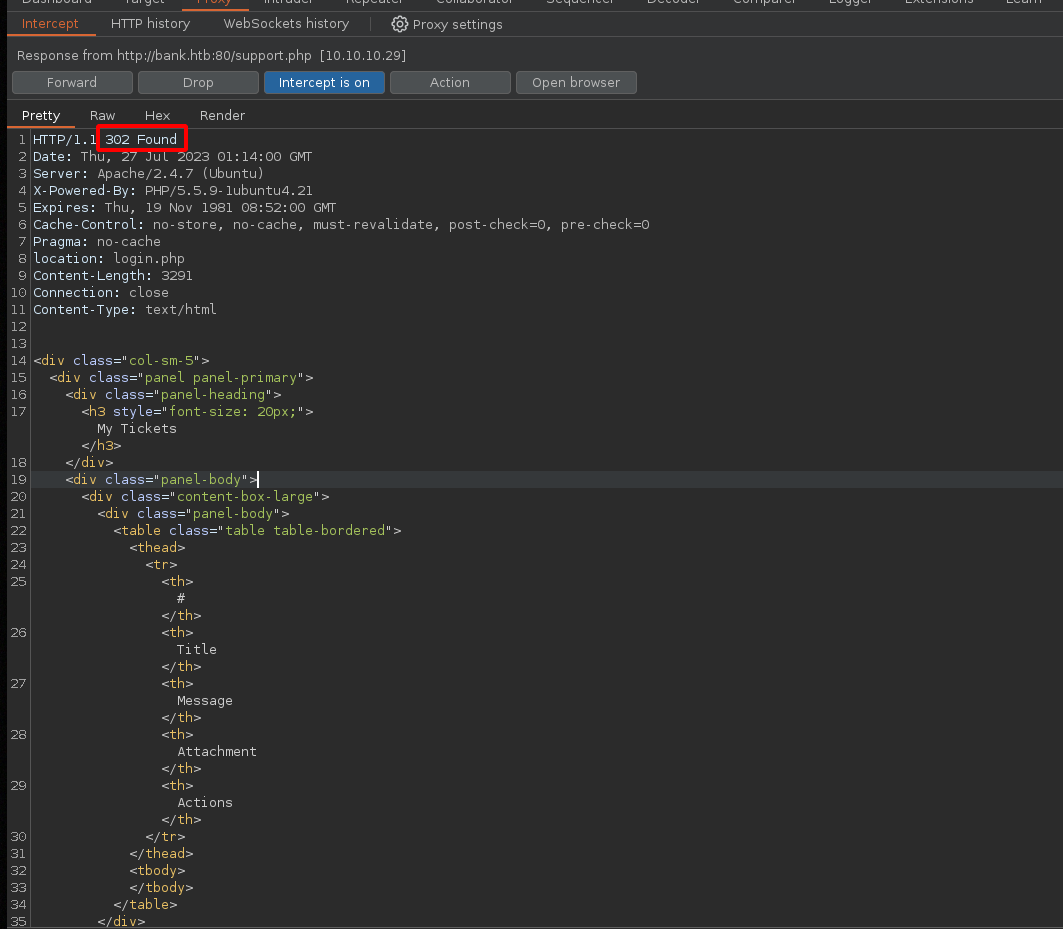 Dashboard Target Proxy Intruder Repeater Collaborator Sequencer Decoder Comparer Logger Extensions Learn
Intercept HTTP history WebSockets history Proxy settings
Response from http://bank.htb:80/support.php [10.10.10.29]
Forward Drop Intercept is on Action Open browser
Pretty Raw Hex Render
1 HTTP/1.1 302 Found
2 Date: Thu, 27 Jul 2023 01:14:00 GMT
3 Server: Apache/2.4.7 (Ubuntu)
4 X-Powered-By: PHP/5.5.9-1ubuntu4.21
5 Expires: Thu, 19 Nov 1981 08:52:00 GMT
6 Cache-Control: no-store, no-cache, must-revalidate, post-check=0, pre-check=0
7 Pragma: no-cache
8 location: login.php
9 Content-Length: 3291
10 Connection: close
11 Content-Type: text/html
12
13
14 <div class="col-sm-5">
15 <div class="panel panel-primary">
16 <div class="panel-heading">
17 <h3 style="font-size: 20px;">
My Tickets
</h3>
18 </div>
19 <div class="panel-body">
20 <div class="content-box-large">
21 <div class="panel-body">
22 <table class="table table-bordered">
23 <thead>
24 <tr>
25 <th>
#
</th>
26 <th>
Title
</th>
27 <th>
Message
</th>
28 <th>
Attachment
</th>
29 <th>
Actions
</th>
30 </tr>
31 </thead>
32 <tbody>
33 </tbody>
34 </table>
35 </div>